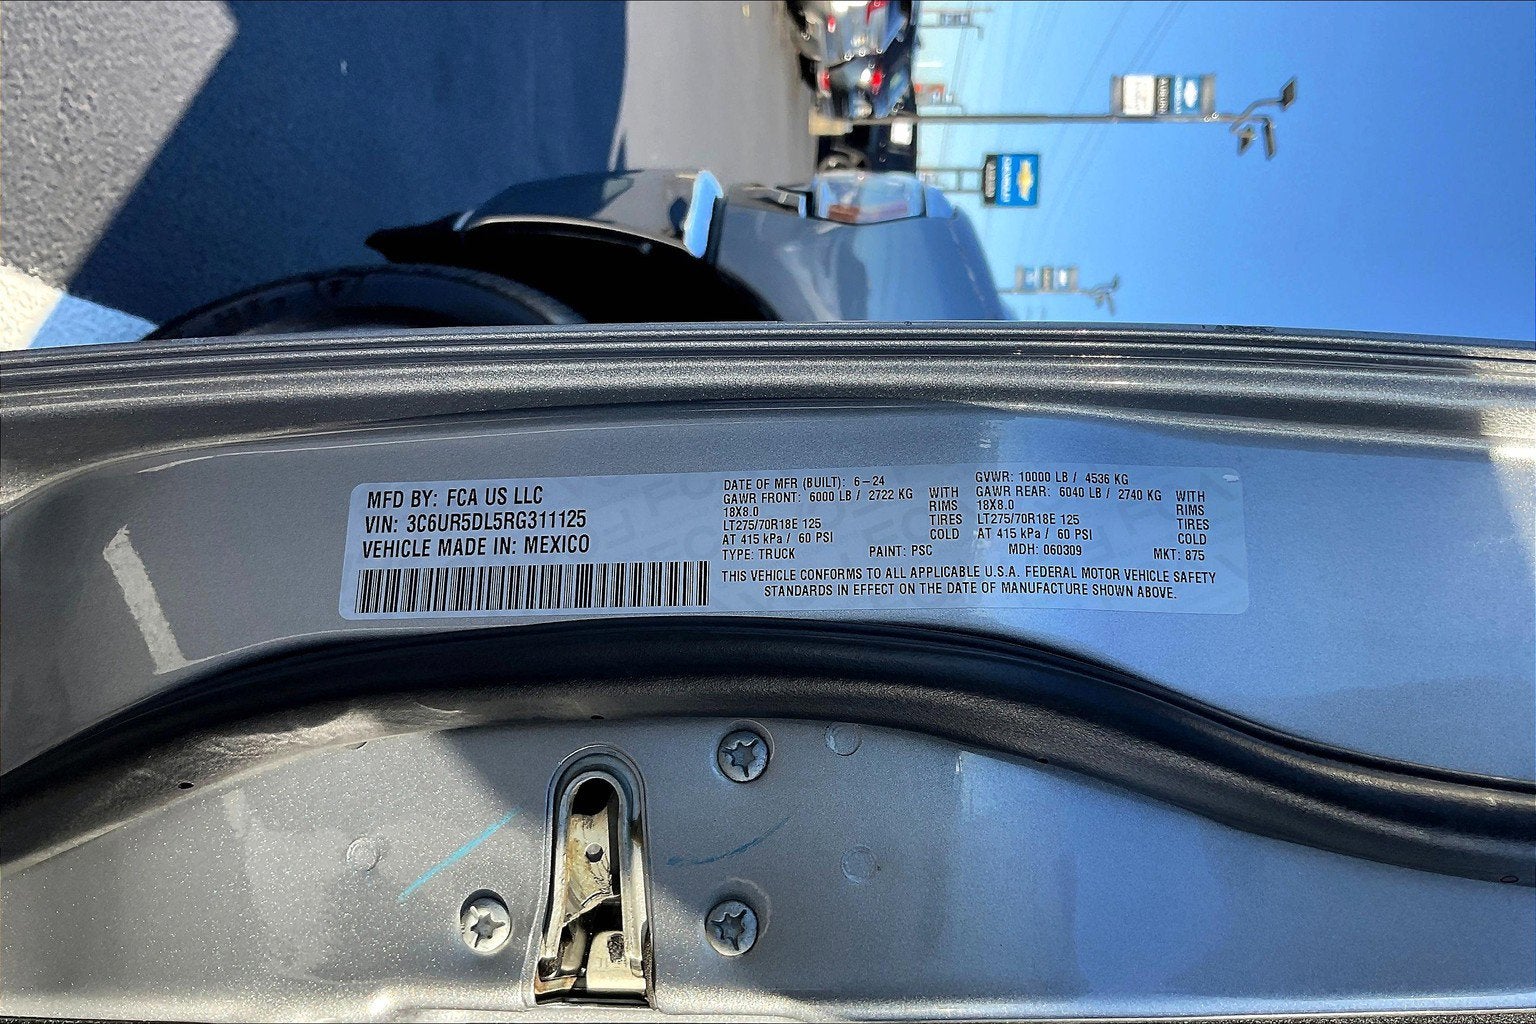 MFD BY: FCA US LLC
VIN: 3C6UR5DL5RG311125
VEHICLE MADE IN: MEXICO
DATE OF MFR (BUILT): 6-24
GAWR FRONT: 6000 LB / 2722 KG WITH
18X8.0 RIMS
LT275/70R18E 125 TIRES
AT 415 kPa / 60 PSI COLD
TYPE: TRUCK PAINT: PSC
GVWR: 10000 LB / 4536 KG
GAWR REAR: 6040 LB / 2740 KG WITH
18X8.0 RIMS
LT275/70R18E 125 TIRES
AT 415 kPa / 60 PSI COLD
MDH: 060309 MKT: 875
THIS VEHICLE CONFORMS TO ALL APPLICABLE U.S.A. FEDERAL MOTOR VEHICLE SAFETY
STANDARDS IN EFFECT ON THE DATE OF MANUFACTURE SHOWN ABOVE.
CHEVROLET
AUBURN